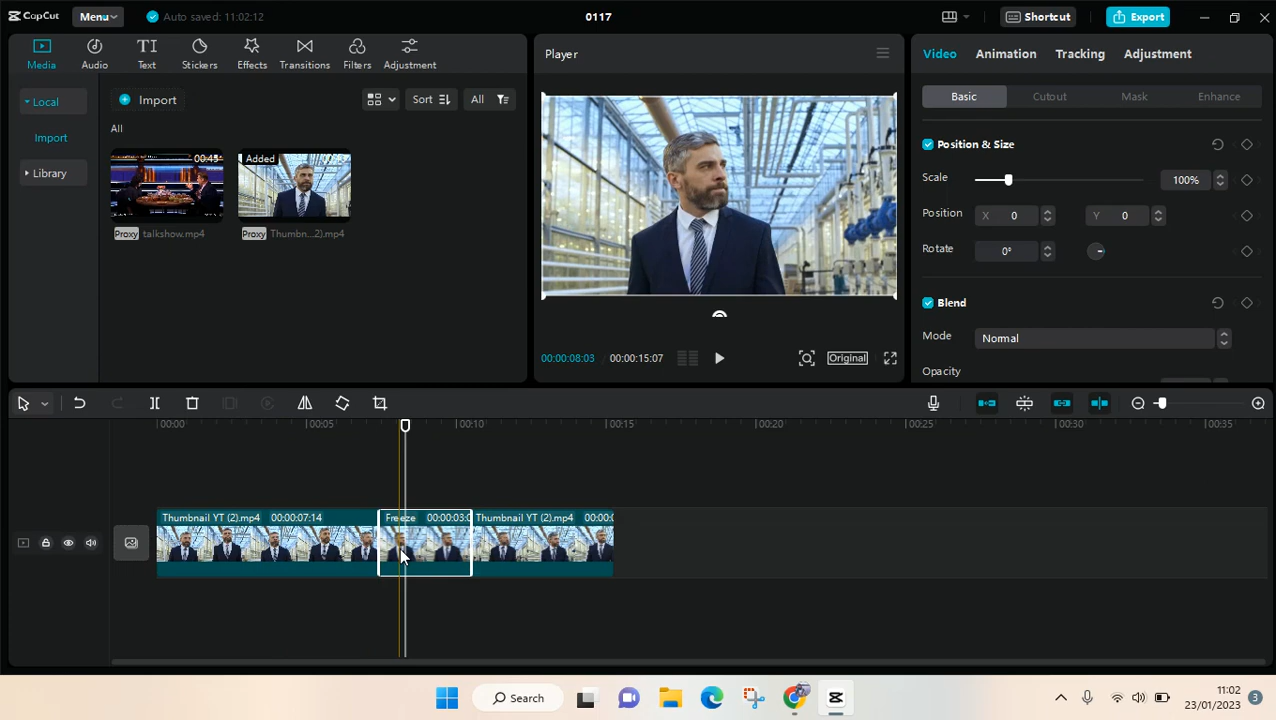 CapCut Menu Auto saved: 11:02:12 0117 Shortcut Export
Media Audio Text Stickers Effects Transitions Filters Adjustment
Local
Import
Library
Import Sort All
All
00:45 Added
Proxy talkshow.mp4 Proxy Thumbn...2).mp4
Player
00:00:08:03 00:00:15:07 Original
Video Animation Tracking Adjustment
Basic Cutout Mask Enhance
Position & Size
Scale 100%
Position X 0 Y 0
Rotate 0°
Blend
Mode Normal
Opacity
00:00 00:05 00:10 00:15 00:20 00:25 00:30 00:35
Thumbnail YT (2).mp4 00:00:07:14 Freeze 00:00:03:0 Thumbnail YT (2).mp4 00:00:0
Search
11:02
23/01/2023
3